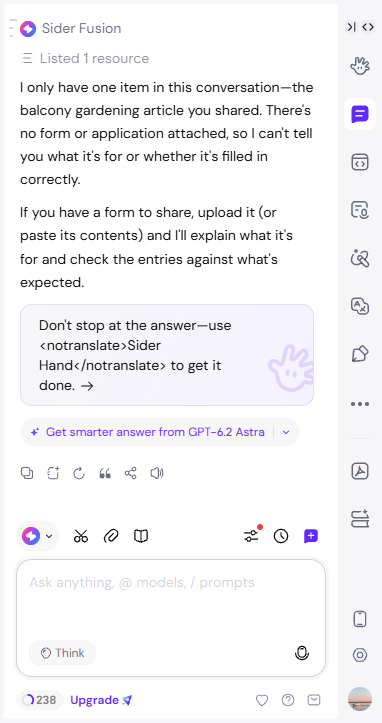 Sider Fusion
Listed 1 resource
I only have one item in this conversation—the
balcony gardening article you shared. There's
no form or application attached, so I can't tell
you what it's for or whether it's filled in
correctly.
If you have a form to share, upload it (or
paste its contents) and I'll explain what it's
for and check the entries against what's
expected.
Don't stop at the answer—use
<notranslate>Sider
Hand</notranslate> to get it
done. →
Get smarter answer from GPT-6.2 Astra
Ask anything, @ models, / prompts
Think
238
Upgrade